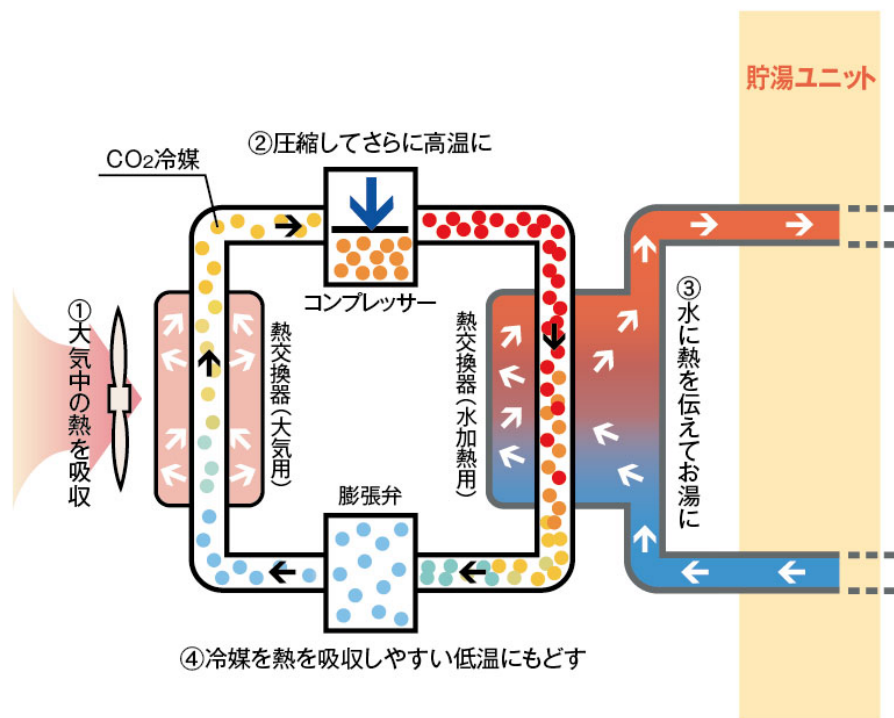 貯湯ユニット
②圧縮してさらに高温に
CO₂冷媒
コンプレッサー
①大気中の熱を吸収
熱交換器(大気用)
熱交換器(水加熱用)
③水に熱を伝えてお湯に
膨張弁
④冷媒を熱を吸収しやすい低温にもどす